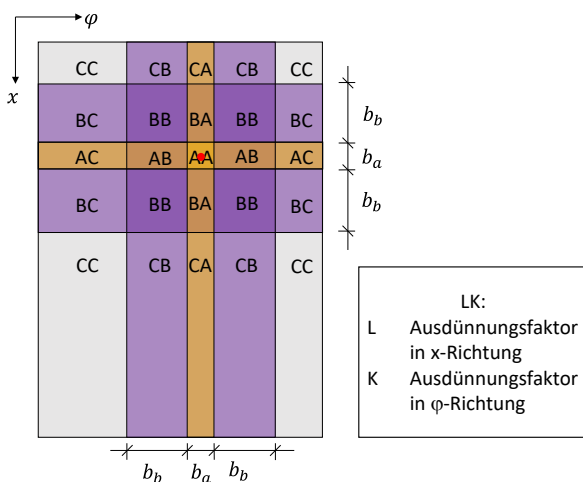 φ
x
CC CB CA CB CC
b_b
BC BB BA BB BC
AC AB AA AB AC
b_a
BC BB BA BB BC
b_b
CC CB CA CB CC
LK:
L Ausdünnungsfaktor
in x-Richtung
K Ausdünnungsfaktor
in φ-Richtung
b_b b_a b_b